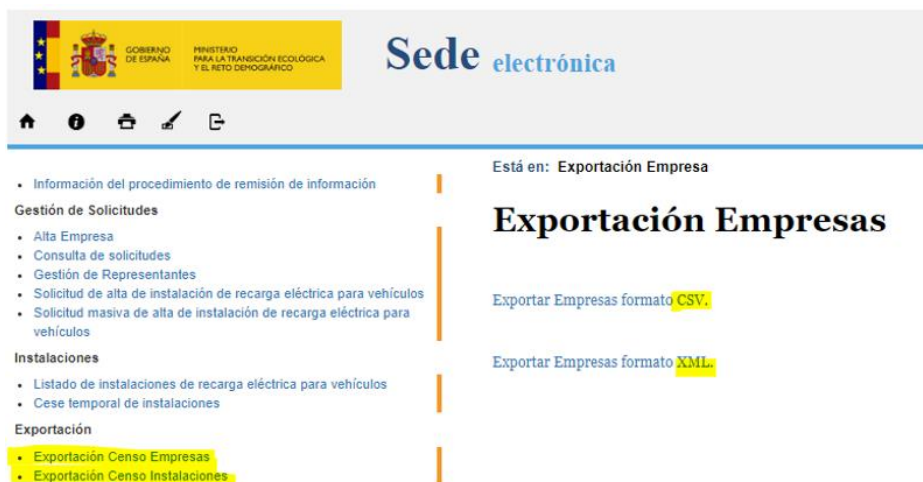 GOBIERNO
DE ESPAÑA
MINISTERIO
PARA LA TRANSICIÓN ECOLÓGICA
Y EL RETO DEMOGRÁFICO
Sede electrónica
Información del procedimiento de remisión de información
Gestión de Solicitudes
Alta Empresa
Consulta de solicitudes
Gestión de Representantes
Solicitud de alta de instalación de recarga eléctrica para vehículos
Solicitud masiva de alta de instalación de recarga eléctrica para
vehículos
Instalaciones
Listado de instalaciones de recarga eléctrica para vehículos
Cese temporal de instalaciones
Exportación
Exportación Censo Empresas
Exportación Censo Instalaciones
Está en: Exportación Empresa
Exportación Empresas
Exportar Empresas formato CSV.
Exportar Empresas formato XML.